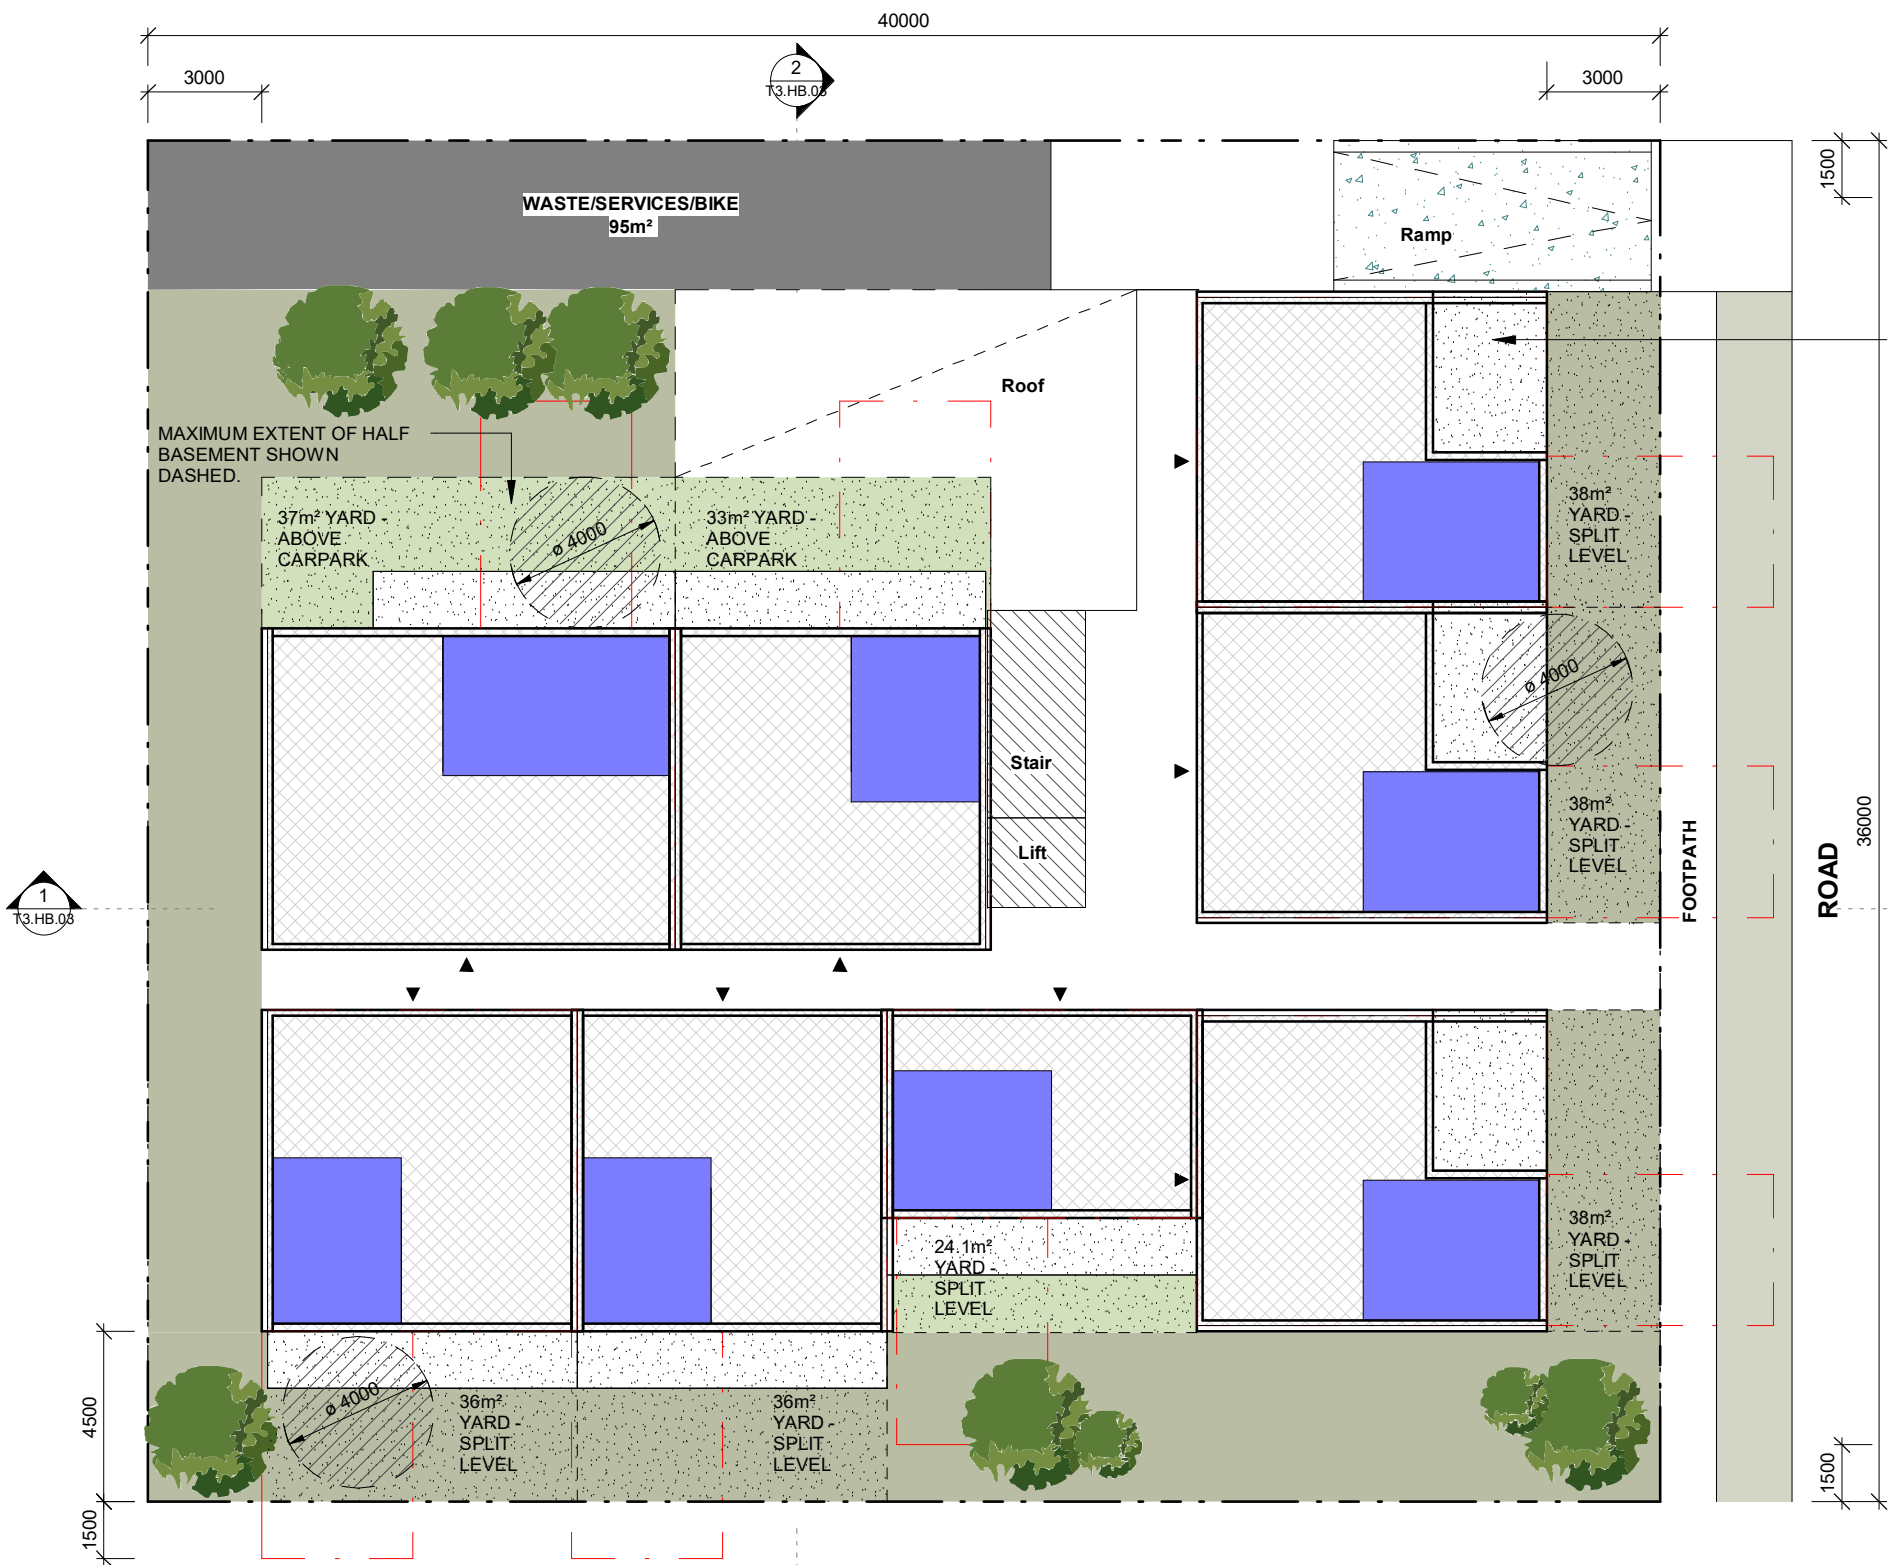 40000
3000
2
T3.HB.03
3000
1500
WASTE/SERVICES/BIKE
95m²
Ramp
Roof
MAXIMUM EXTENT OF HALF
BASEMENT SHOWN
DASHED.
37m² YARD -
ABOVE
CARPARK
ø 4000
33m² YARD -
ABOVE
CARPARK
38m²
YARD -
SPLIT
LEVEL
ø 4000
Stair
Lift
38m²
YARD -
SPLIT
LEVEL
FOOTPATH
ROAD
36000
1
T3.HB.03
24.1m²
YARD -
SPLIT
LEVEL
38m²
YARD -
SPLIT
LEVEL
4500
ø 4000
36m²
YARD -
SPLIT
LEVEL
36m²
YARD -
SPLIT
LEVEL
1500
1500